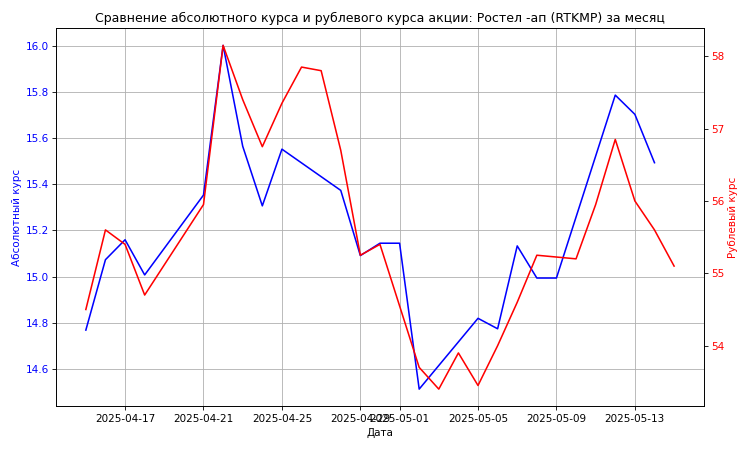 Сравнение абсолютного курса и рублевого курса акции: Ростел -ап (RTKMP) за месяц
16.0
15.8
15.6
15.4
15.2
15.0
14.8
14.6
Абсолютный курс
58
57
56
55
54
Рублевый курс
2025-04-17 2025-04-21 2025-04-25 2025-04-29 2025-05-01 2025-05-05 2025-05-09 2025-05-13
Дата